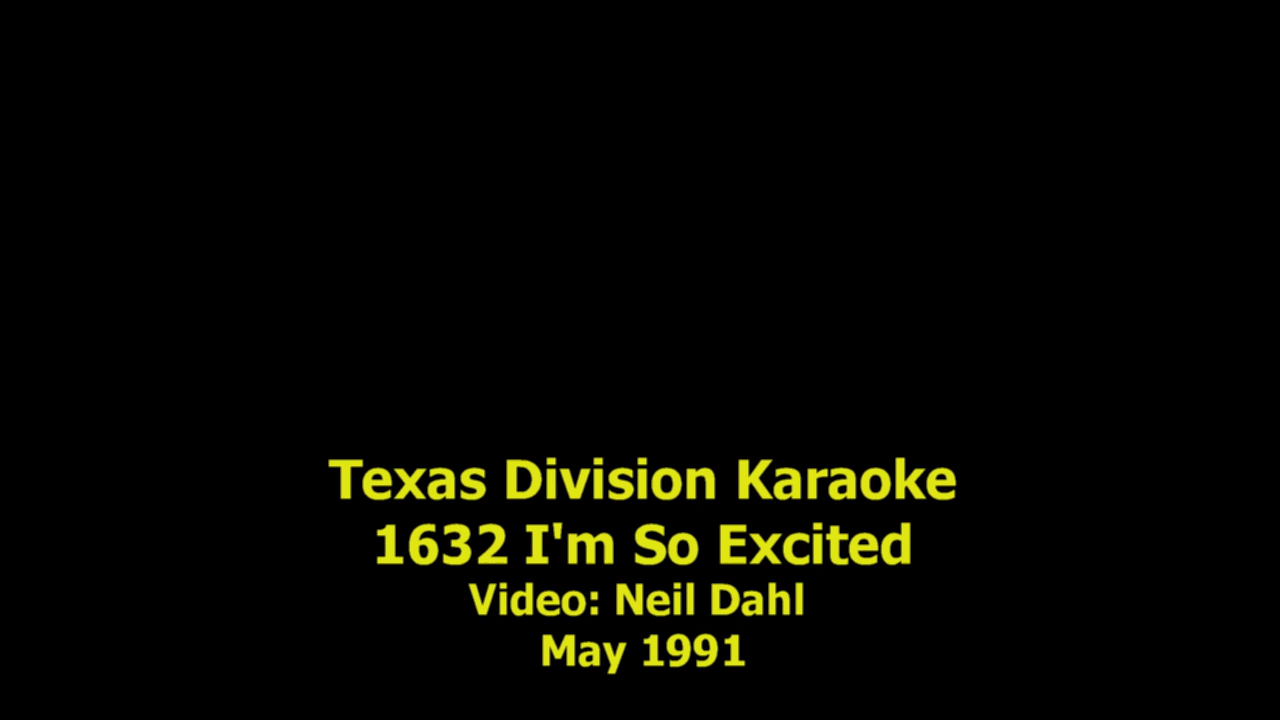 Texas Division Karaoke
1632 I'm So Excited
Video: Neil Dahl
May 1991